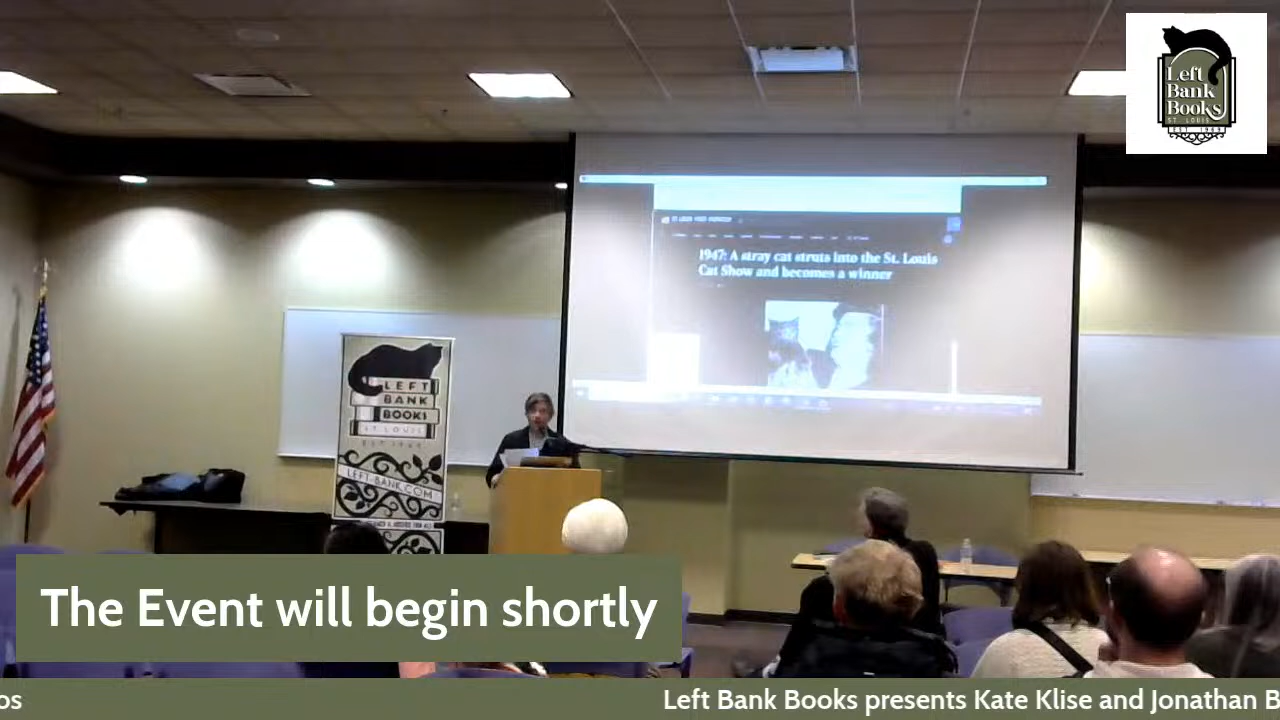 Left
Bank
Books
ST. LOUIS
EST. 1969
1947: A stray cat struts into the St. Louis
Cat Show and becomes a winner
LEFT
BANK
BOOKS
ST. LOUIS
EST 1969
LEFT-BANK.COM
The Event will begin shortly
os
Left Bank Books presents Kate Klise and Jonathan B